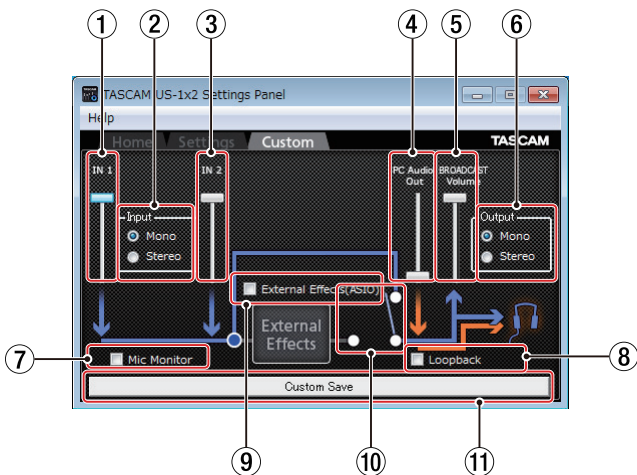 1 2 3 4 5 6
TASCAM US-1x2 Settings Panel
Help
Home Settings Custom TASCAM
IN 1 IN 2 PC Audio Out BROADCAST Volume
Input Output
Mono Mono
Stereo Stereo
External Effects(ASIO)
External Effects
7 Mic Monitor Loopback 8
Custom Save
9 10 11